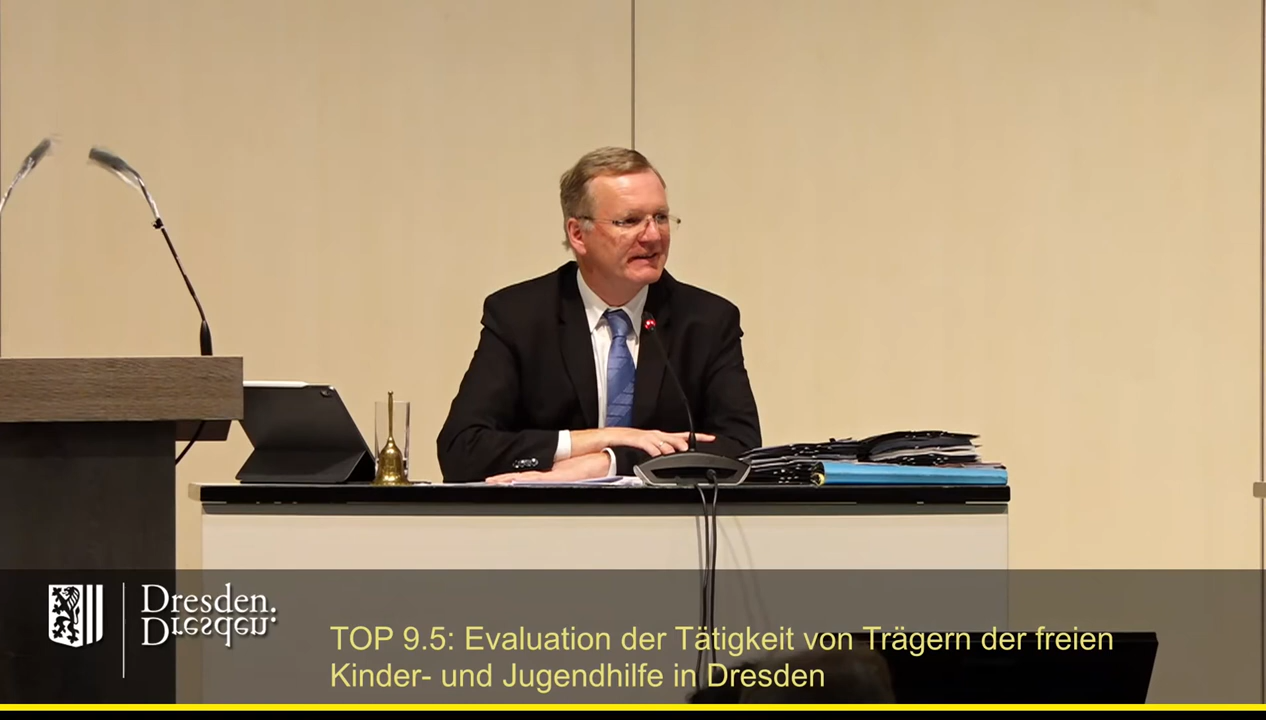 Dresden.
Dresden.
TOP 9.5: Evaluation der Tätigkeit von Trägern der freien
Kinder- und Jugendhilfe in Dresden